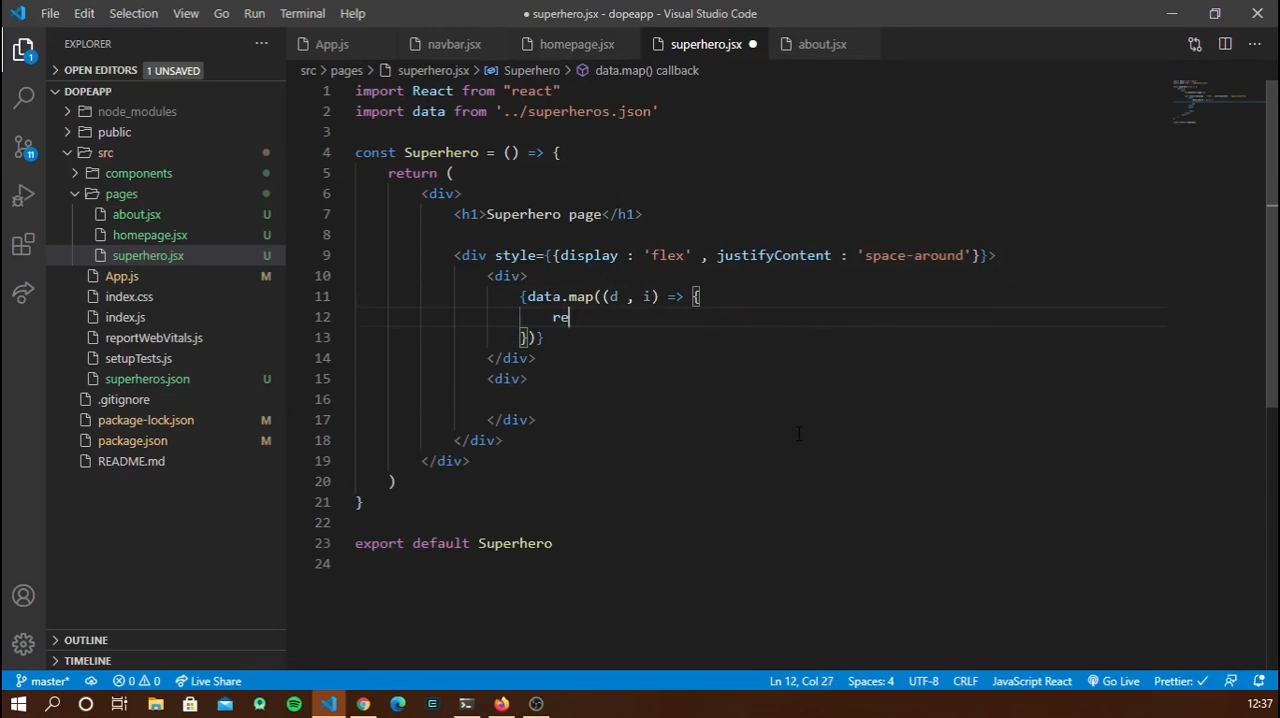 File Edit Selection View Go Run Terminal Help
● superhero.jsx - dopeapp - Visual Studio Code
EXPLORER
App.js navbar.jsx homepage.jsx superhero.jsx ● about.jsx
OPEN EDITORS 1 UNSAVED
src > pages > superhero.jsx > Superhero > data.map() callback
DOPEAPP
node_modules
public
src
components
pages
about.jsx U
homepage.jsx U
superhero.jsx U
App.js M
index.css
index.js
reportWebVitals.js
setupTests.js
superheros.json U
.gitignore
package-lock.json M
package.json M
README.md
OUTLINE
TIMELINE
1
11
1 import React from "react"
2 import data from '../superheros.json'
3
4 const Superhero = () => {
5 return (
6 <div>
7 <h1>Superhero page</h1>
8
9 <div style={{display : 'flex' , justifyContent : 'space-around'}}>
10 <div>
11 {data.map((d , i) => {
12 re
13 })}
14 </div>
15 <div>
16
17 </div>
18 </div>
19 </div>
20 )
21 }
22
23 export default Superhero
24
master* 0 0 Live Share Ln 12, Col 27 Spaces: 4 UTF-8 CRLF JavaScript React Go Live Prettier: ✓
12:37